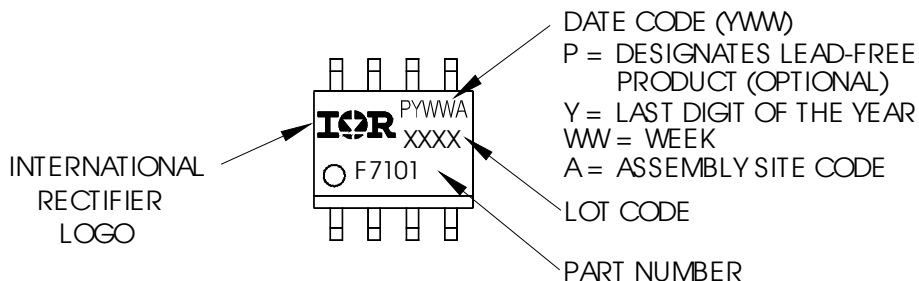 DATE CODE (YWW)
P = DESIGNATES LEAD-FREE
PRODUCT (OPTIONAL)
Y = LAST DIGIT OF THE YEAR
WW = WEEK
A = ASSEMBLY SITE CODE
LOT CODE
PART NUMBER
INTERNATIONAL
RECTIFIER
LOGO
IOR
PYWWA
XXXX
F7101